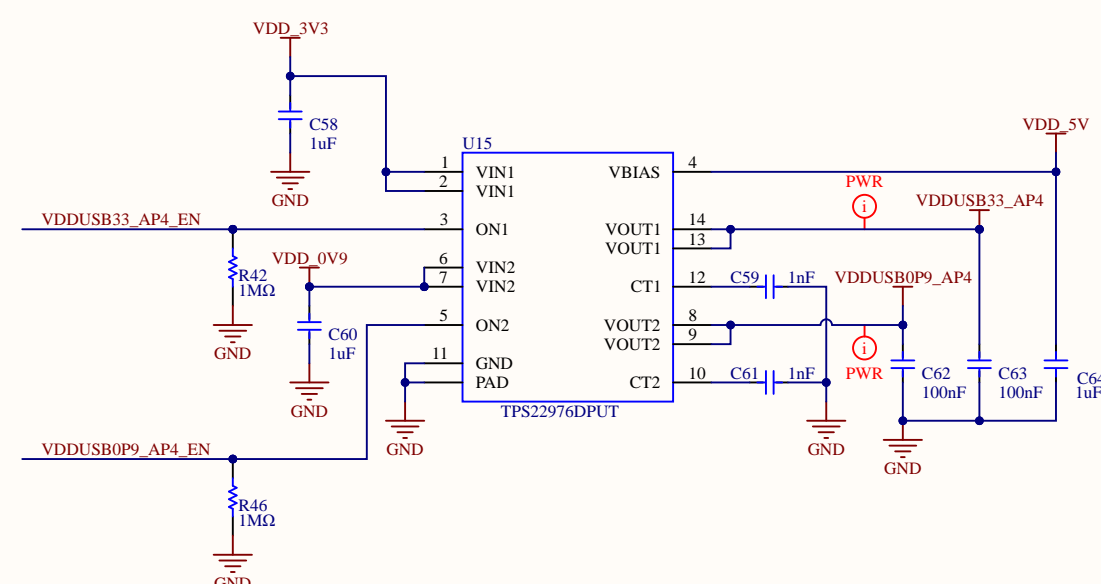 VDD_3V3
C58
1uF
GND
U15
VDD_5V
1
VIN1
2
VIN1
VBIAS
4
PWR
i
VDDUSB33_AP4
VDDUSB33_AP4_EN
3
ON1
VOUT1
14
VOUT1
13
VDD_0V9
6
VIN2
7
VIN2
CT1
12
C59
1nF
VDDUSB0P9_AP4
R42
1MΩ
GND
C60
1uF
GND
5
ON2
VOUT2
8
VOUT2
9
i
PWR
11
GND
PAD
CT2
10
C61
1nF
C62
100nF
C63
100nF
C64
1uF
TPS22976DPUT
GND
GND
GND
VDDUSB0P9_AP4_EN
R46
1MΩ
GND